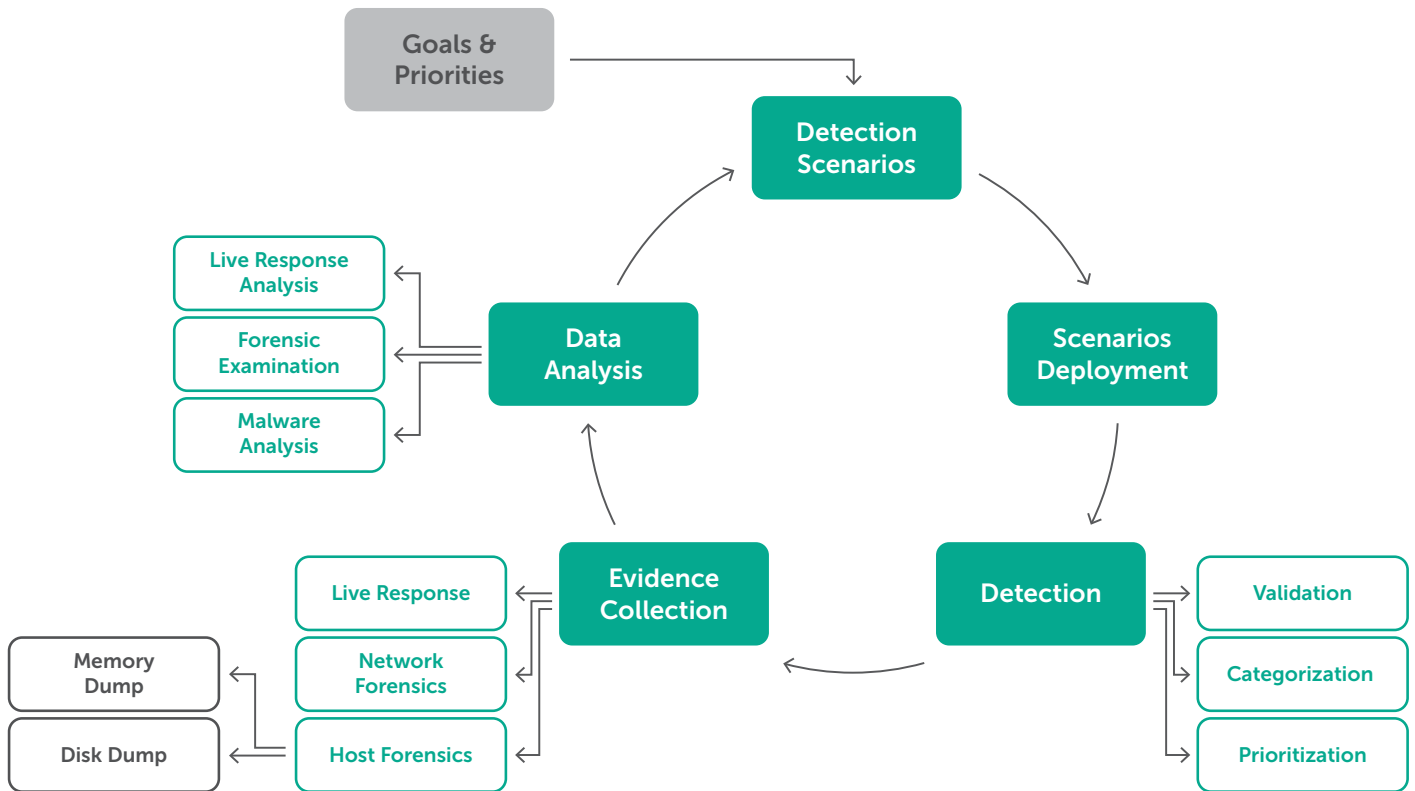 Goals &
Priorities
Detection
Scenarios
Live Response
Analysis
Forensic
Examination
Malware
Analysis
Data
Analysis
Scenarios
Deployment
Evidence
Collection
Detection
Live Response
Network
Forensics
Host Forensics
Memory
Dump
Disk Dump
Validation
Categorization
Prioritization